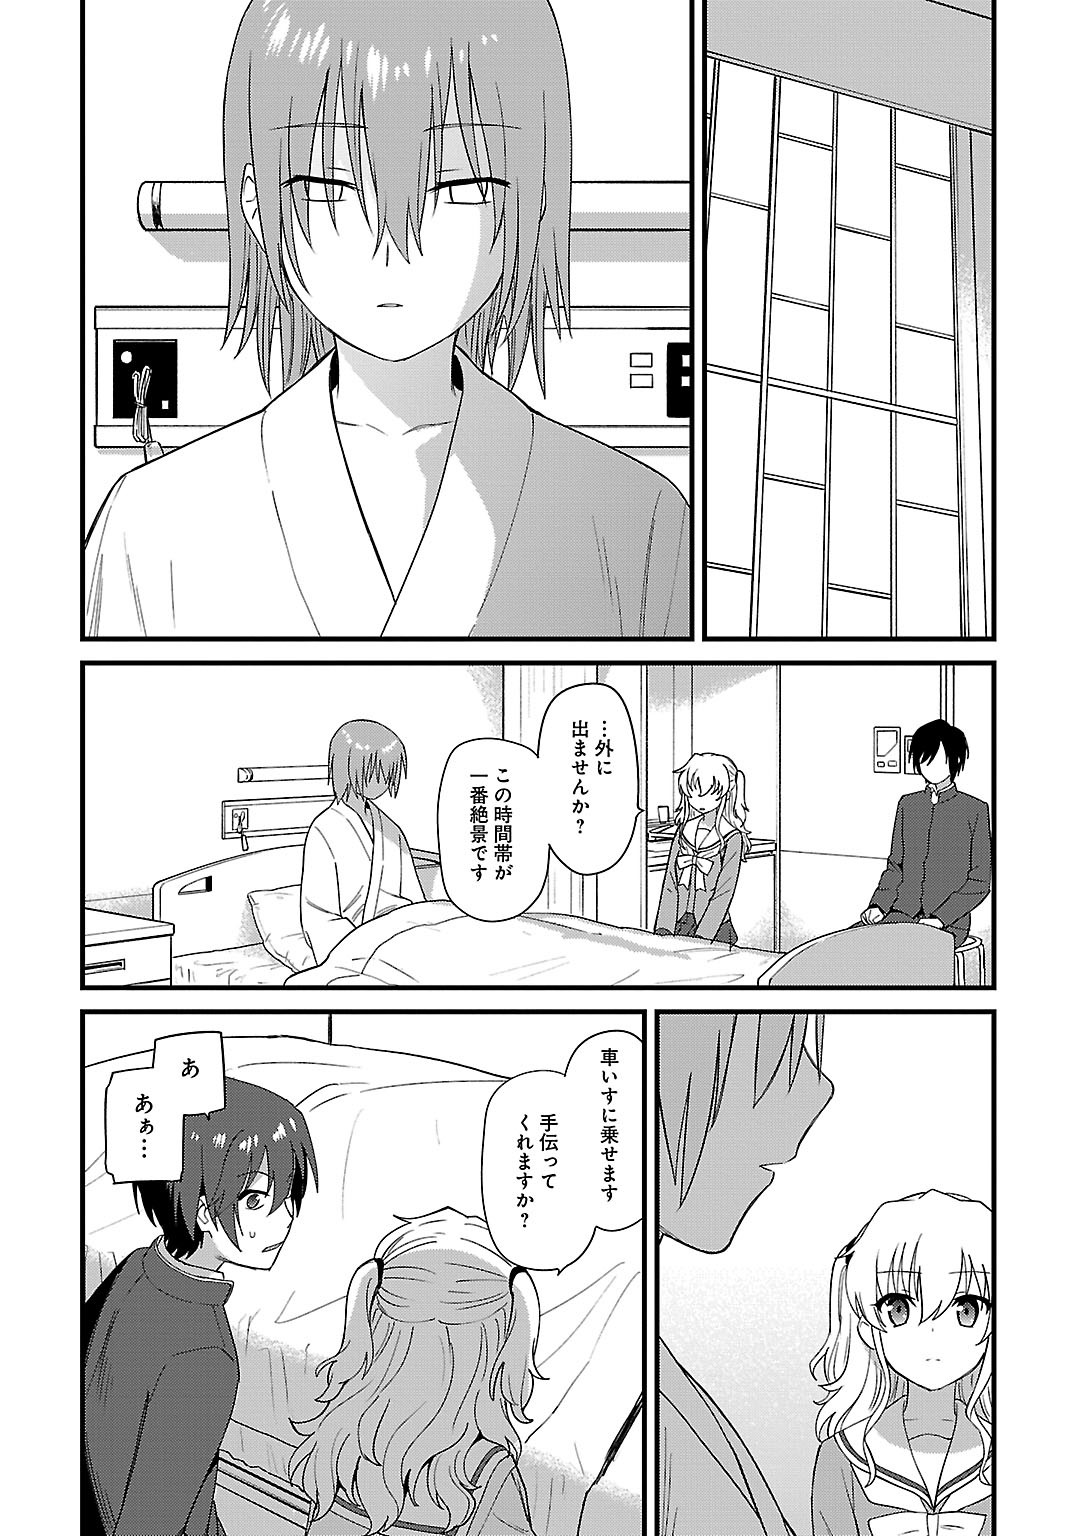 …外に
出ませんか?
この時間帯が
一番絶景です
車いすに乗せます
手伝って
くれますか?
あ
あぁ…